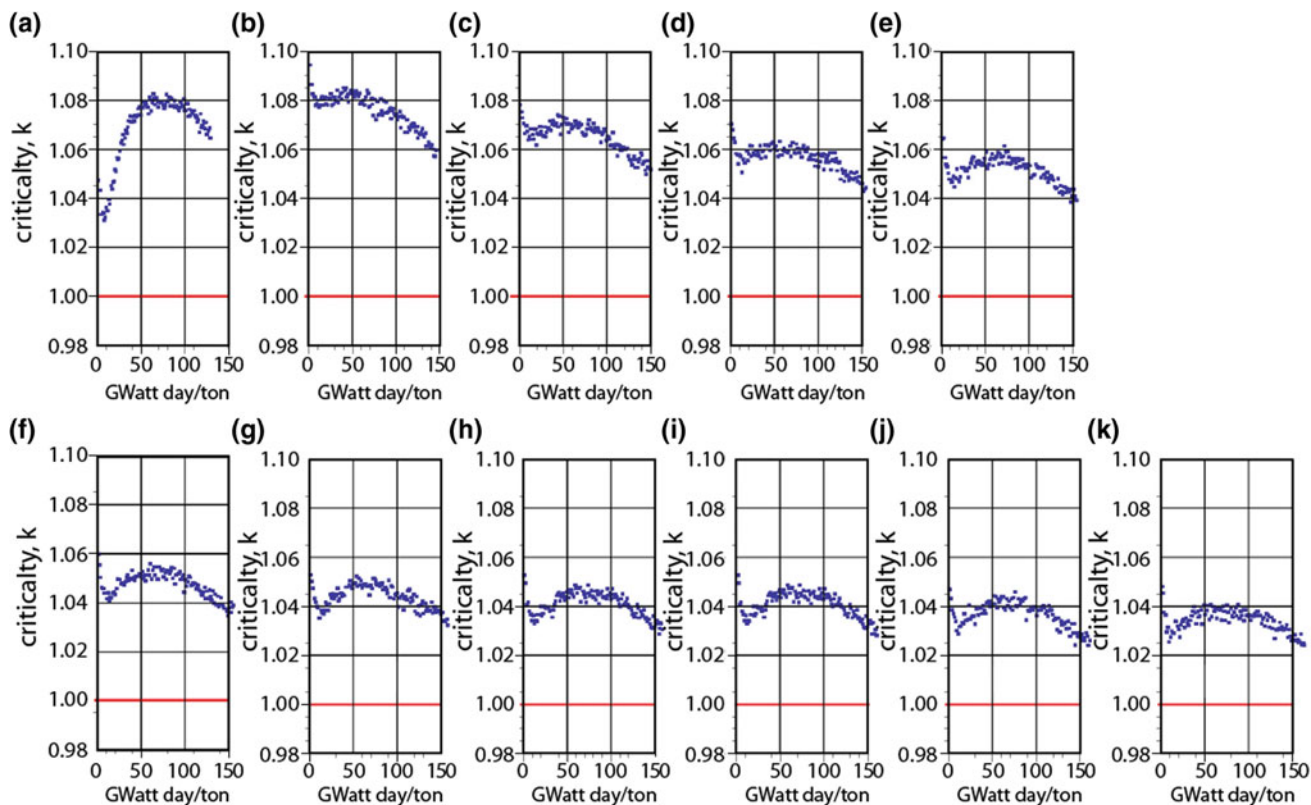 (a) (b) (c) (d) (e)
1.10 1.10 1.10 1.10 1.10
1.08 1.08 1.08 1.08 1.08
1.06 1.06 1.06 1.06 1.06
1.04 1.04 1.04 1.04 1.04
1.02 1.02 1.02 1.02 1.02
1.00 1.00 1.00 1.00 1.00
0.98 0.98 0.98 0.98 0.98
criticalty, k criticalty, k criticalty, k criticalty, k criticalty, k
0 50 100 150 0 50 100 150 0 50 100 150 0 50 100 150 0 50 100 150
GWatt day/ton GWatt day/ton GWatt day/ton GWatt day/ton GWatt day/ton
(f) (g) (h) (i) (j) (k)
1.10 1.10 1.10 1.10 1.10 1.10
1.08 1.08 1.08 1.08 1.08 1.08
1.06 1.06 1.06 1.06 1.06 1.06
1.04 1.04 1.04 1.04 1.04 1.04
1.02 1.02 1.02 1.02 1.02 1.02
1.00 1.00 1.00 1.00 1.00 1.00
0.98 0.98 0.98 0.98 0.98 0.98
criticalty, k criticalty, k criticalty, k criticalty, k criticalty, k criticalty, k
0 50 100 150 0 50 100 150 0 50 100 150 0 50 100 150 0 50 100 150 0 50 100 150
GWatt day/ton GWatt day/ton GWatt day/ton GWatt day/ton GWatt day/ton GWatt day/ton